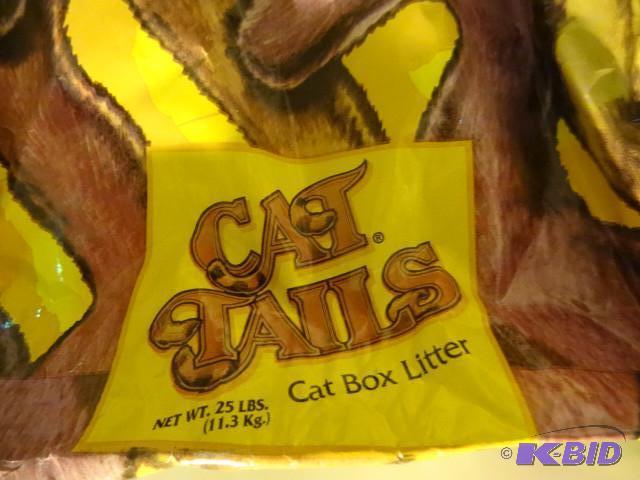 CAT
TAILS®
Cat Box Litter
NET WT. 25 LBS.
(11.3 Kg.)
© K-BID